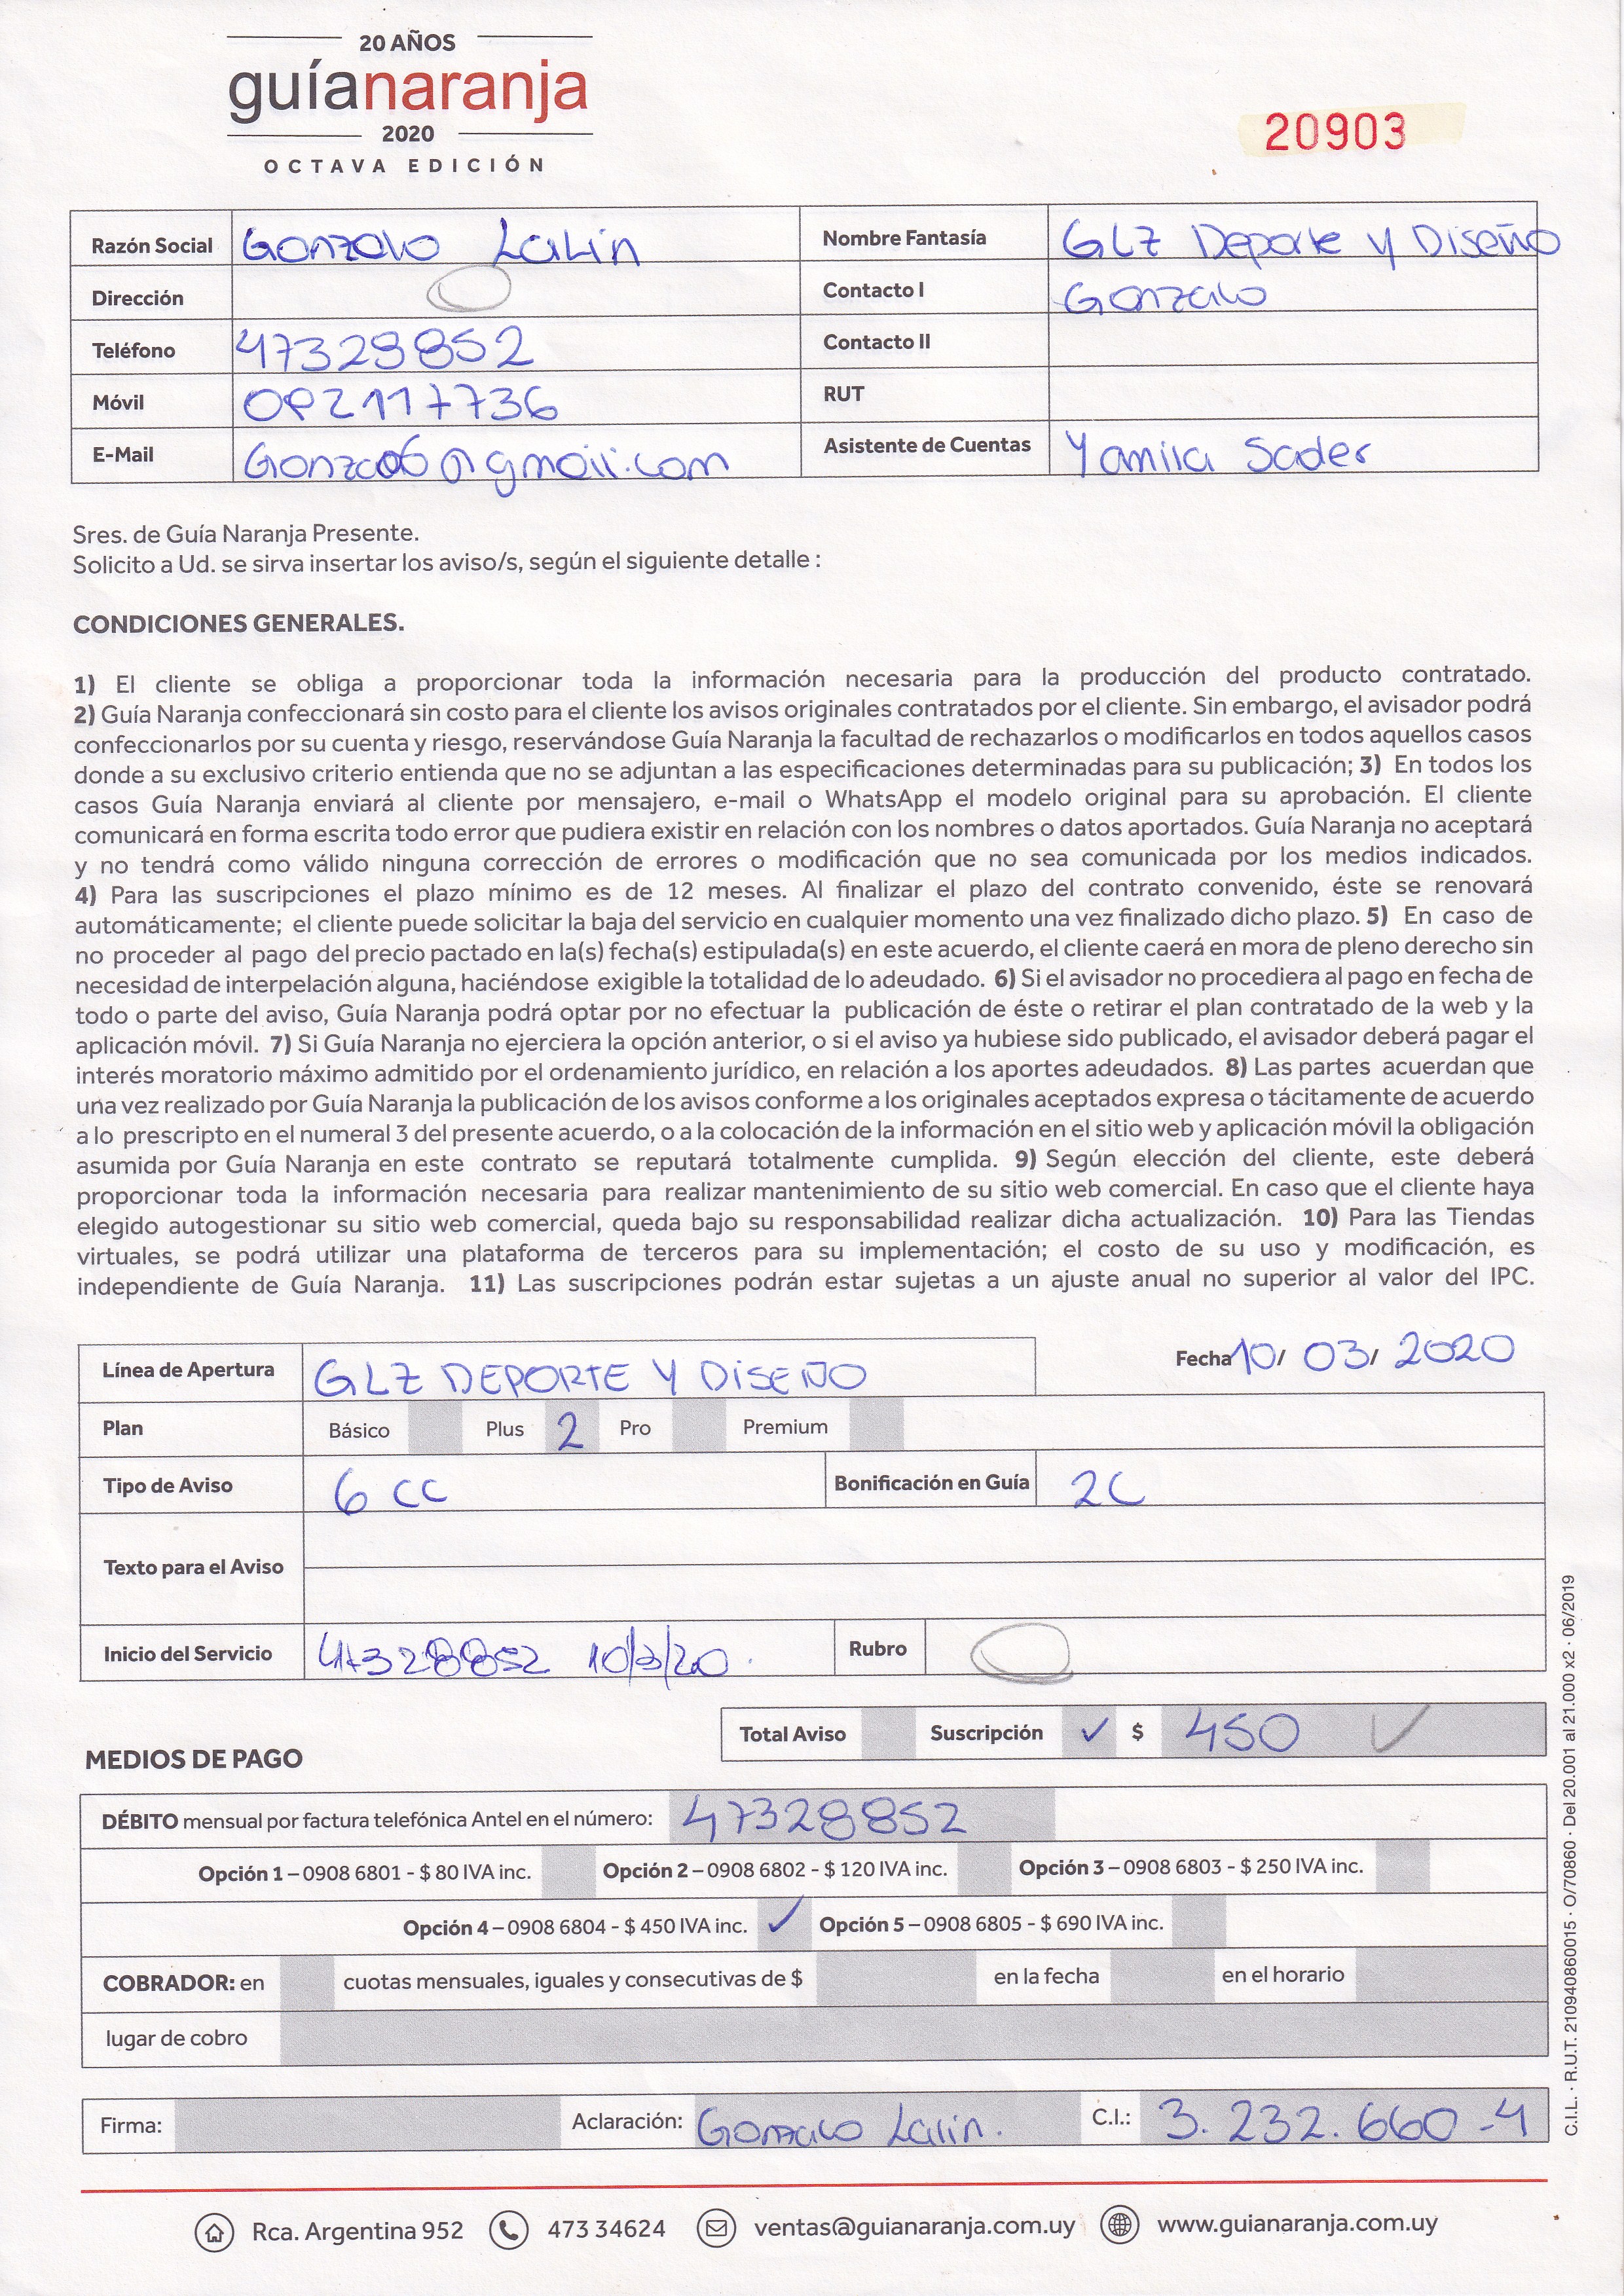 20 AÑOS
guíanaranja
2020
OCTAVA EDICIÓN
20903
Razón Social Gonzalo Lalin Nombre Fantasía GLZ Deporte y Diseño
Dirección Contacto I Gonzalo
Teléfono 47328852 Contacto II
Móvil 092117736 RUT
E-Mail @gmail.com Asistente de Cuentas Yamila Sader
Sres. de Guía Naranja Presente.
Solicito a Ud. se sirva insertar los aviso/s, según el siguiente detalle :
CONDICIONES GENERALES.
1) El cliente se obliga a proporcionar toda la información necesaria para la producción del producto contratado.
2) Guía Naranja confeccionará sin costo para el cliente los avisos originales contratados por el cliente. Sin embargo, el avisador podrá
confeccionarlos por su cuenta y riesgo, reservándose Guía Naranja la facultad de rechazarlos o modificarlos en todos aquellos casos
donde a su exclusivo criterio entienda que no se adjuntan a las especificaciones determinadas para su publicación; 3) En todos los
casos Guía Naranja enviará al cliente por mensajero, e-mail o WhatsApp el modelo original para su aprobación. El cliente
comunicará en forma escrita todo error que pudiera existir en relación con los nombres o datos aportados. Guía Naranja no aceptará
y no tendrá como válido ninguna corrección de errores o modificación que no sea comunicada por los medios indicados.
4) Para las suscripciones el plazo mínimo es de 12 meses. Al finalizar el plazo del contrato convenido, éste se renovará
automáticamente; el cliente puede solicitar la baja del servicio en cualquier momento una vez finalizado dicho plazo. 5) En caso de
no proceder al pago del precio pactado en la(s) fecha(s) estipulada(s) en este acuerdo, el cliente caerá en mora de pleno derecho sin
necesidad de interpelación alguna, haciéndose exigible la totalidad de lo adeudado. 6) Si el avisador no procediera al pago en fecha de
todo o parte del aviso, Guía Naranja podrá optar por no efectuar la publicación de éste o retirar el plan contratado de la web y la
aplicación móvil. 7) Si Guía Naranja no ejerciera la opción anterior, o si el aviso ya hubiese sido publicado, el avisador deberá pagar el
interés moratorio máximo admitido por el ordenamiento jurídico, en relación a los aportes adeudados. 8) Las partes acuerdan que
una vez realizado por Guía Naranja la publicación de los avisos conforme a los originales aceptados expresa o tácitamente de acuerdo
a lo prescripto en el numeral 3 del presente acuerdo, o a la colocación de la información en el sitio web y aplicación móvil la obligación
asumida por Guía Naranja en este contrato se reputará totalmente cumplida. 9) Según elección del cliente, este deberá
proporcionar toda la información necesaria para realizar mantenimiento de su sitio web comercial. En caso que el cliente haya
elegido autogestionar su sitio web comercial, queda bajo su responsabilidad realizar dicha actualización. 10) Para las Tiendas
virtuales, se podrá utilizar una plataforma de terceros para su implementación; el costo de su uso y modificación, es
independiente de Guía Naranja. 11) Las suscripciones podrán estar sujetas a un ajuste anual no superior al valor del IPC.
Línea de Apertura GLZ DEPORTE Y DISEÑO Fecha 10/ 03/ 2020
Plan Básico Plus 2 Pro Premium
Tipo de Aviso 6 CC Bonificación en Guía 2C
Texto para el Aviso
Inicio del Servicio 47328852 10/3/20. Rubro
Total Aviso Suscripción ✓ $ 450 ✓
MEDIOS DE PAGO
DÉBITO mensual por factura telefónica Antel en el número: 47328852
Opción 1 – 0908 6801 - $ 80 IVA inc. Opción 2 – 0908 6802 - $ 120 IVA inc. Opción 3 – 0908 6803 - $ 250 IVA inc.
Opción 4 – 0908 6804 - $ 450 IVA inc. ✓ Opción 5 – 0908 6805 - $ 690 IVA inc.
COBRADOR: en cuotas mensuales, iguales y consecutivas de $ en la fecha en el horario
lugar de cobro
Firma: Aclaración: Gonzalo Lalin. C.I.: 3.232.660-4
Rca. Argentina 952 473 34624 ventas@guianaranja.com.uy www.guianaranja.com.uy
C.I.L. · R.U.T. 210940860015 · O/70860 · Del 20.001 al 21.000 x2 · 06/2019